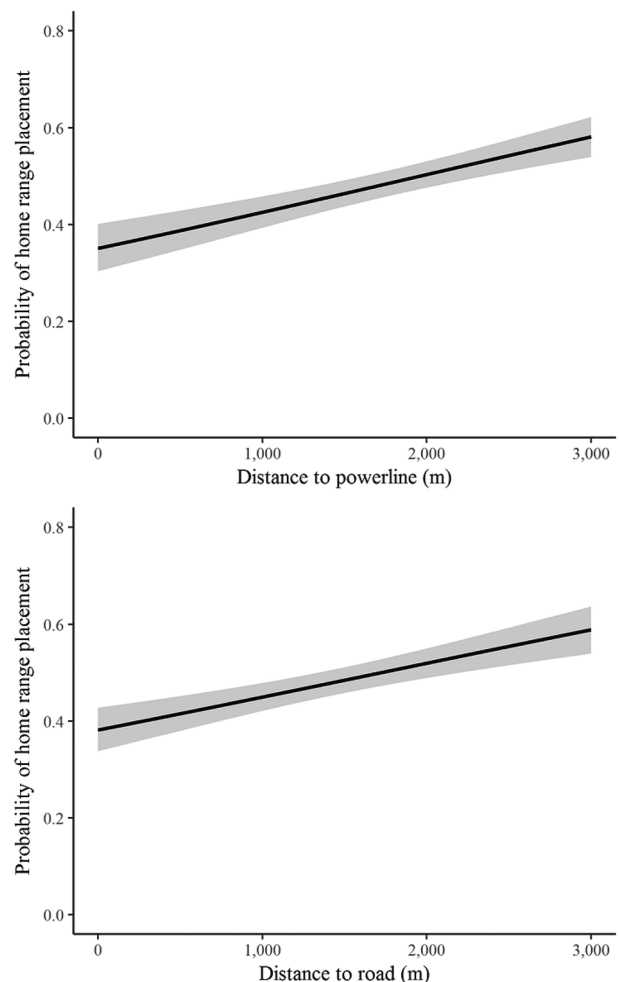 Probability of home range placement
0.8
0.6
0.4
0.2
0.0
0 1,000 2,000 3,000
Distance to powerline (m)
Probability of home range placement
0.8
0.6
0.4
0.2
0.0
0 1,000 2,000 3,000
Distance to road (m)